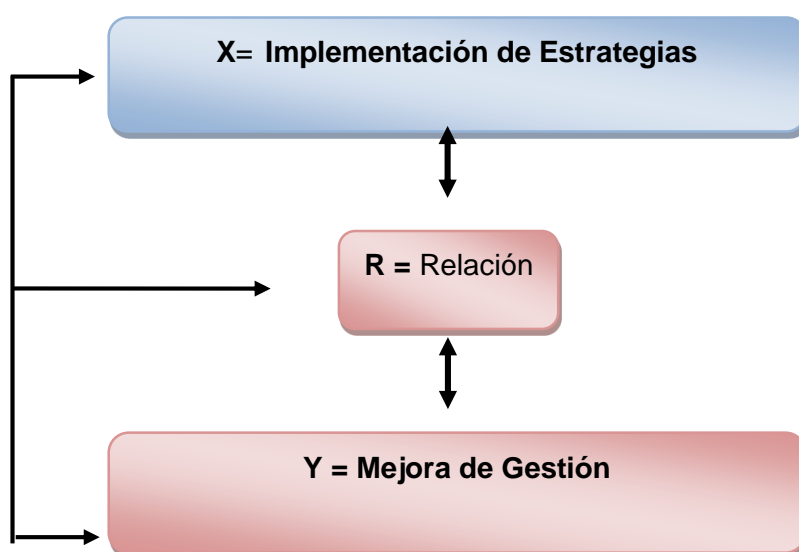 X= Implementación de Estrategias
R = Relación
Y = Mejora de Gestión